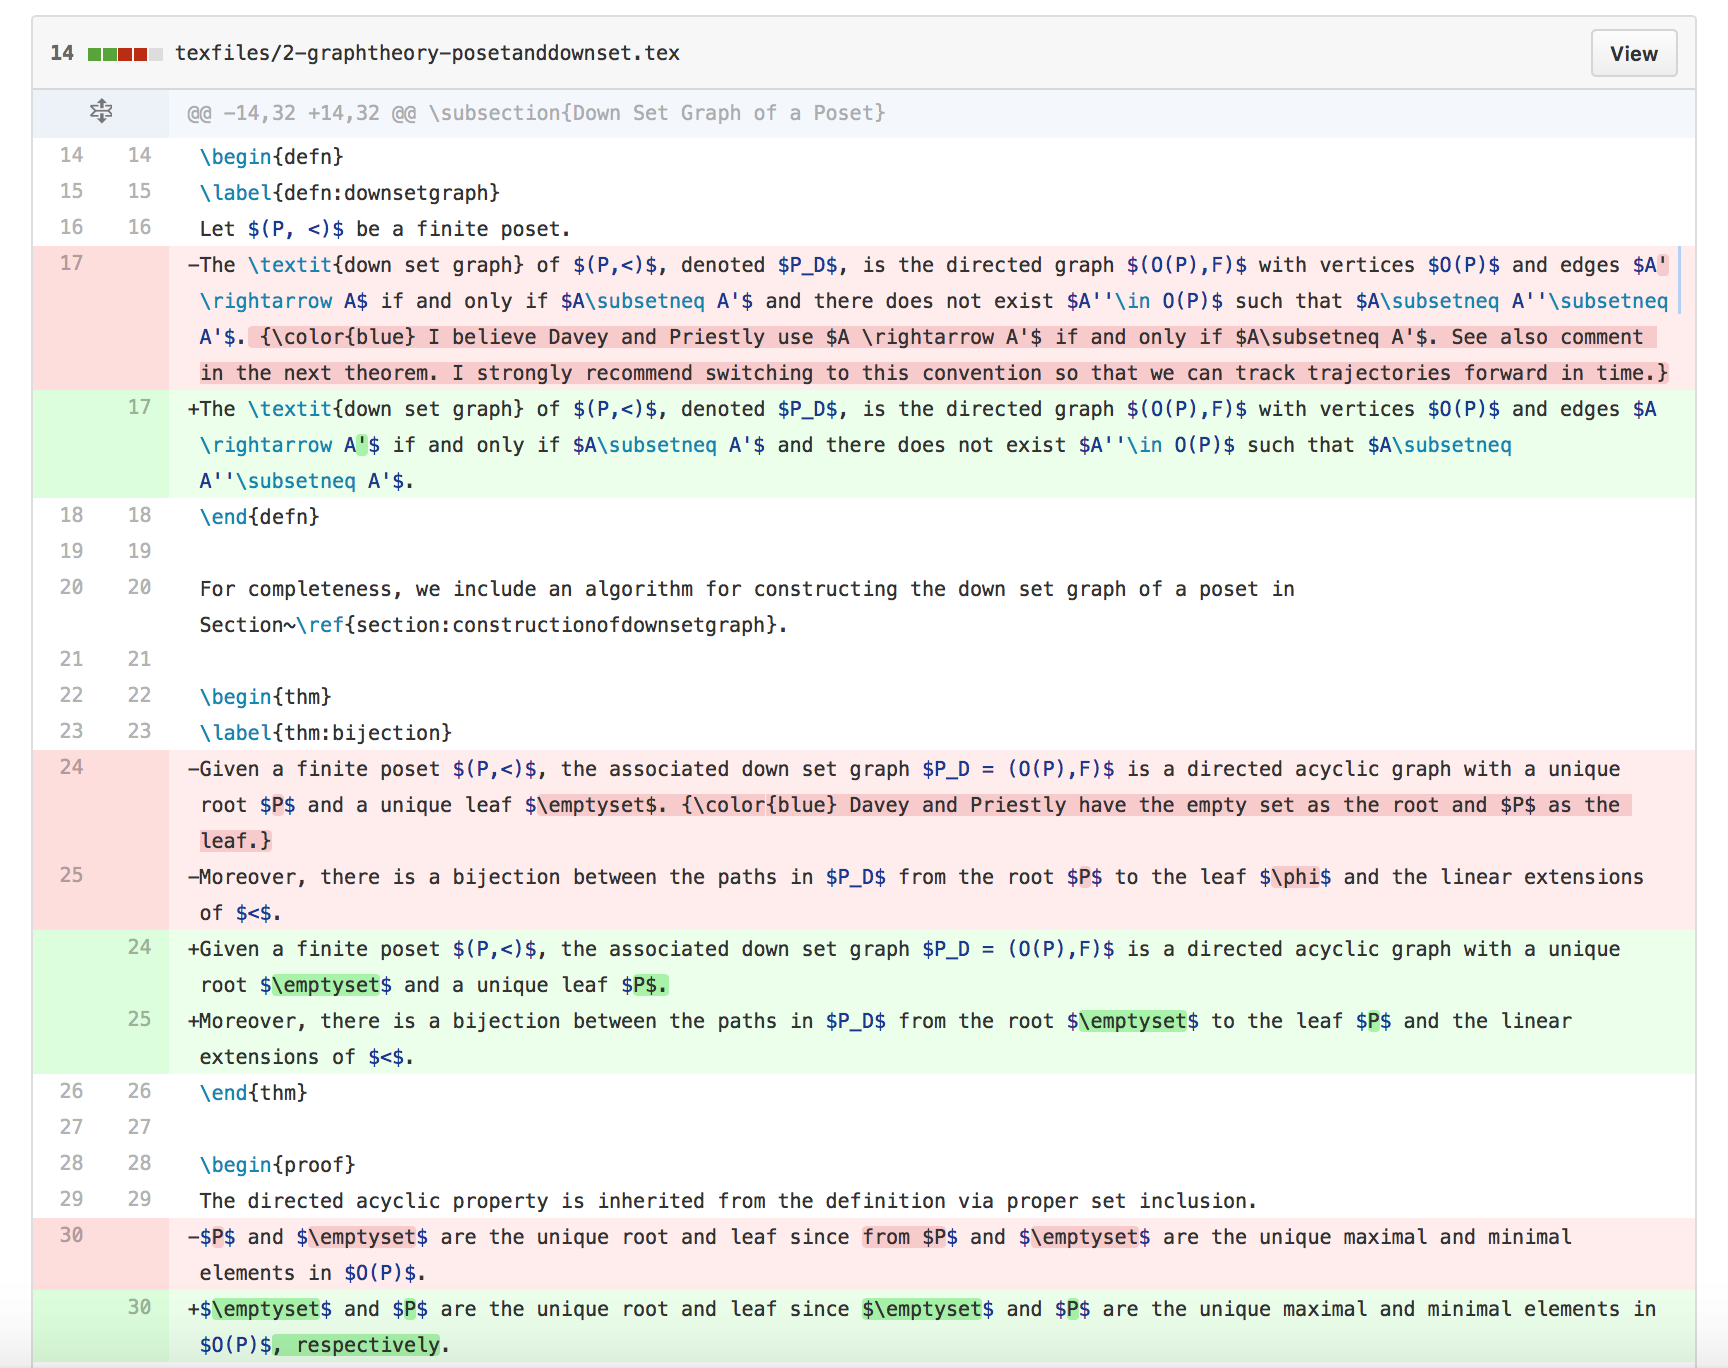 14 texfiles/2-graphtheory-posetanddownset.tex View
@@ -14,32 +14,32 @@ \subsection{Down Set Graph of a Poset}
14 14 \begin{defn}
15 15 \label{defn:downsetgraph}
16 16 Let $(P, <)$ be a finite poset.
17 -The \textit{down set graph} of $(P,<)$, denoted $P_D$, is the directed graph $(O(P),F)$ with vertices $O(P)$ and edges $A'
\rightarrow A$ if and only if $A\subsetneq A'$ and there does not exist $A''\in O(P)$ such that $A\subsetneq A''\subsetneq
A'$. {\color{blue} I believe Davey and Priestly use $A \rightarrow A'$ if and only if $A\subsetneq A'$. See also comment
in the next theorem. I strongly recommend switching to this convention so that we can track trajectories forward in time.}
17 +The \textit{down set graph} of $(P,<)$, denoted $P_D$, is the directed graph $(O(P),F)$ with vertices $O(P)$ and edges $A
\rightarrow A'$ if and only if $A\subsetneq A'$ and there does not exist $A''\in O(P)$ such that $A\subsetneq
A''\subsetneq A'$.
18 18 \end{defn}
19 19
20 20 For completeness, we include an algorithm for constructing the down set graph of a poset in
Section~\ref{section:constructionofdownsetgraph}.
21 21
22 22 \begin{thm}
23 23 \label{thm:bijection}
24 -Given a finite poset $(P,<)$, the associated down set graph $P_D = (O(P),F)$ is a directed acyclic graph with a unique
root $P$ and a unique leaf $\emptyset$. {\color{blue} Davey and Priestly have the empty set as the root and $P$ as the
leaf.}
25 -Moreover, there is a bijection between the paths in $P_D$ from the root $P$ to the leaf $\phi$ and the linear extensions
of $<$.
24 +Given a finite poset $(P,<)$, the associated down set graph $P_D = (O(P),F)$ is a directed acyclic graph with a unique
root $\emptyset$ and a unique leaf $P$.
25 +Moreover, there is a bijection between the paths in $P_D$ from the root $\emptyset$ to the leaf $P$ and the linear
extensions of $<$.
26 26 \end{thm}
27 27
28 28 \begin{proof}
29 29 The directed acyclic property is inherited from the definition via proper set inclusion.
30 -$P$ and $\emptyset$ are the unique root and leaf since from $P$ and $\emptyset$ are the unique maximal and minimal
elements in $O(P)$.
30 +$\emptyset$ and $P$ are the unique root and leaf since $\emptyset$ and $P$ are the unique maximal and minimal elements in
$O(P)$, respectively.